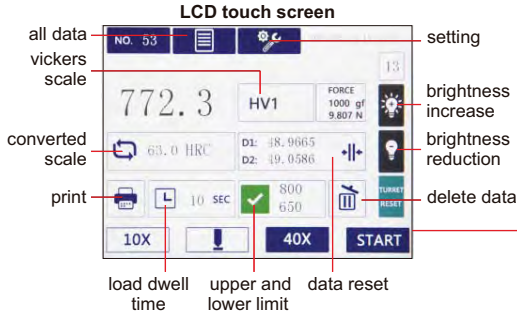 LCD touch screen
all data
NO. 53
setting
vickers
scale
13
772.3
HV1
FORCE
1000 gf
9.807 N
brightness
increase
converted
scale
63.0 HRC
D1: 48.9665
D2: 49.0586
brightness
reduction
print
L
10 SEC
800
650
TURRET
RESET
delete data
10X
40X
START
load dwell
time
upper and
lower limit
data reset